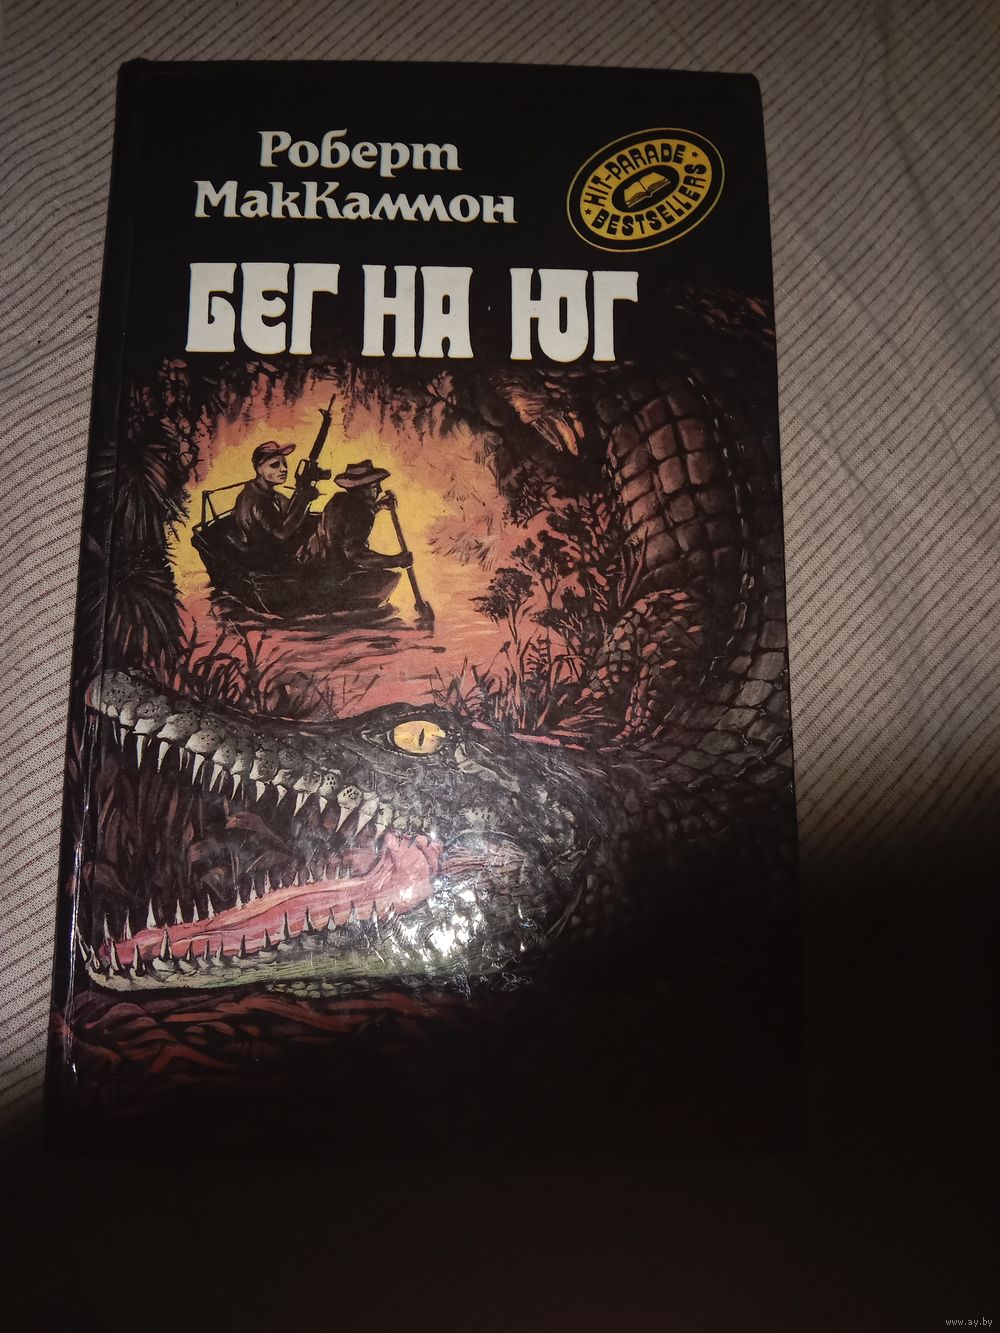 Роберт
МакКаммон
HIT-PARADE
BESTSELLERS
БЕГ НА ЮГ
www.ay.by